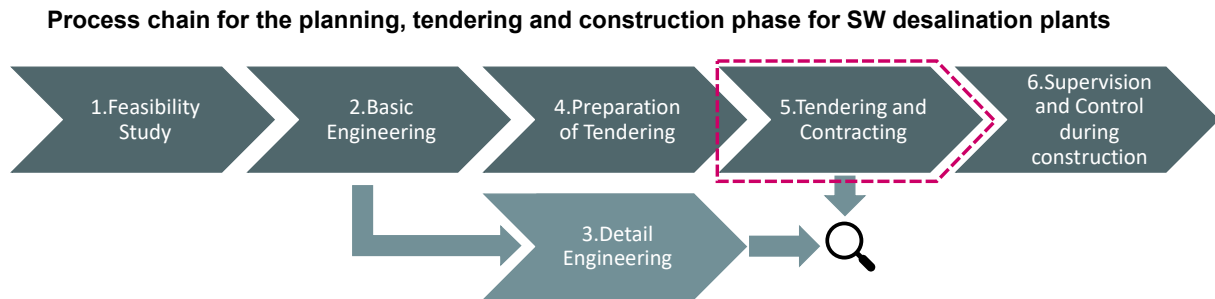 Process chain for the planning, tendering and construction phase for SW desalination plants
1.Feasibility
Study
2.Basic
Engineering
4.Preparation
of Tendering
5.Tendering and
Contracting
6.Supervision
and Control
during
construction
3.Detail
Engineering